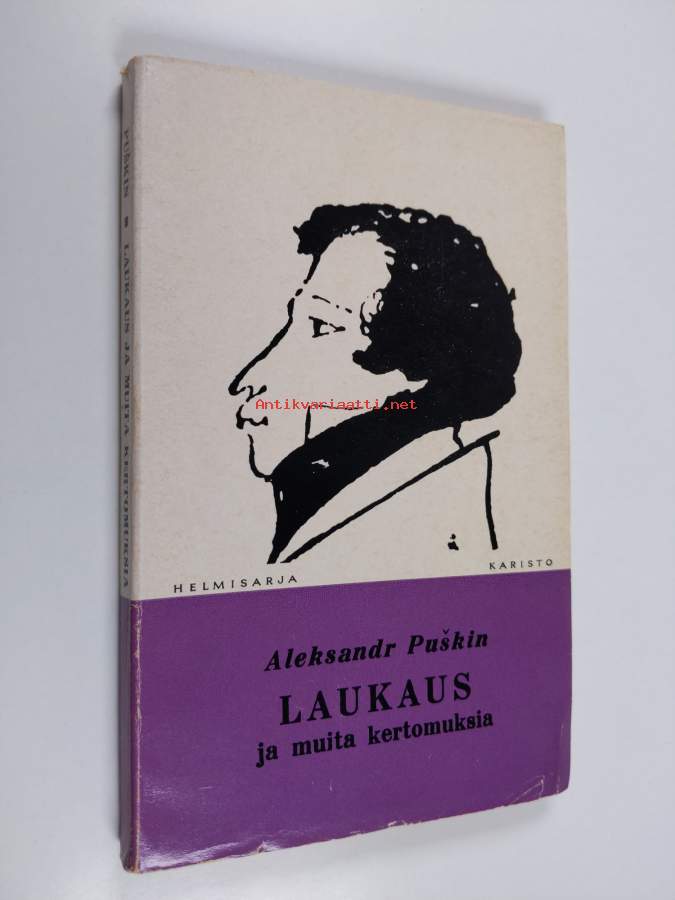 PUŠKIN ■ LAUKAUS JA MUITA KERTOMUKSIA
Antikvariaatti.net
HELMISARJA
KARISTO
Aleksandr Puškin
LAUKAUS
ja muita kertomuksia